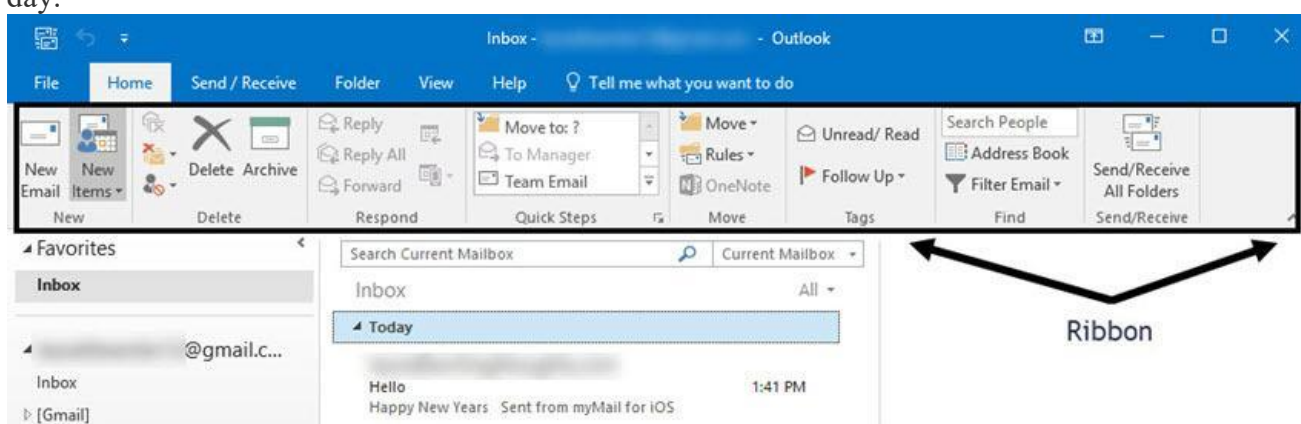 day.
Inbox - - Outlook
File Home Send / Receive Folder View Help Tell me what you want to do
New Email
New Items
Delete Archive
Reply
Reply All
Forward
Move to: ?
To Manager
Team Email
Move
Rules
OneNote
Unread/ Read
Follow Up
Search People
Address Book
Filter Email
Send/Receive
All Folders
New Delete Respond Quick Steps Move Tags Find Send/Receive
Favorites
Inbox
@gmail.c...
Inbox
[Gmail]
Search Current Mailbox Current Mailbox
Inbox All
Today
Hello 1:41 PM
Happy New Years Sent from myMail for iOS
Ribbon